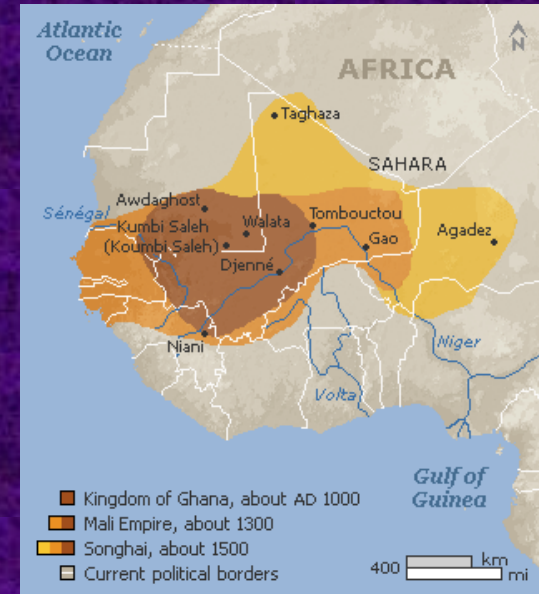 Atlantic
Ocean
N
AFRICA
Taghaza
SAHARA
Awdaghost
Sénégal
Kumbi Saleh
(Koumbi Saleh)
Walata
Tombouctou
Gao
Agadez
Djenné
Niani
Niger
Volta
Gulf of
Guinea
Kingdom of Ghana, about AD 1000
Mali Empire, about 1300
Songhai, about 1500
Current political borders
400 km
mi